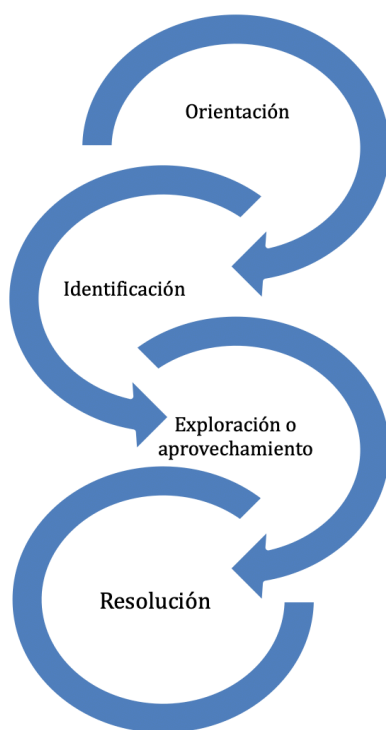 Orientación
Identificación
Exploración o
aprovechamiento
Resolución